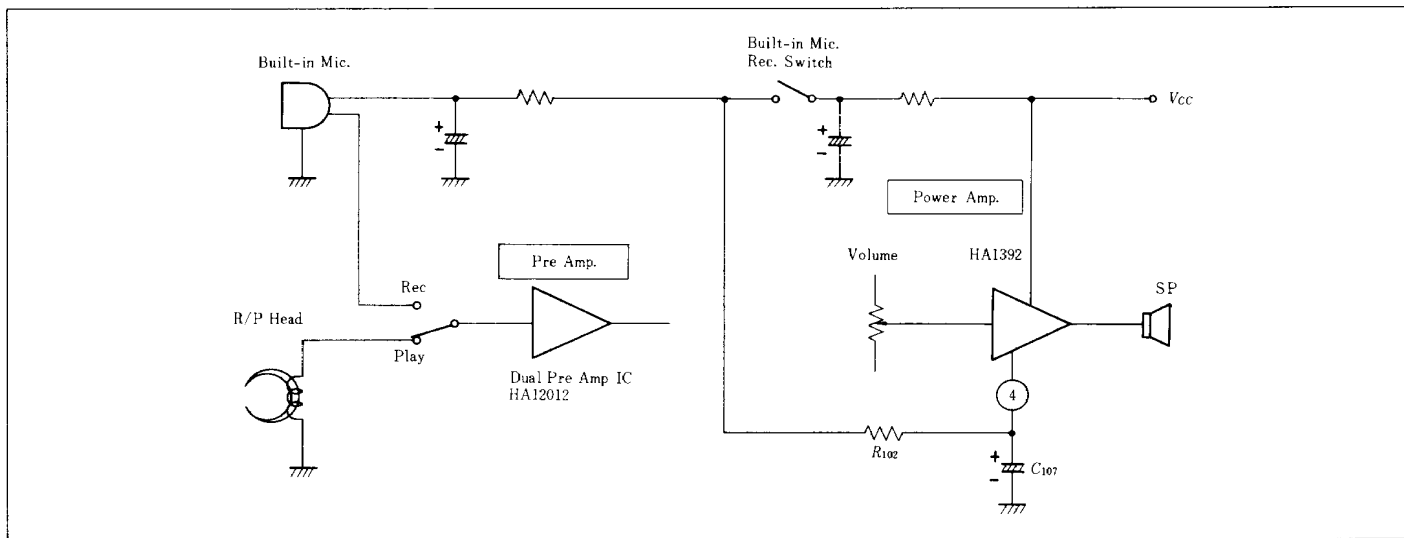 Built-in Mic.
Built-in Mic.
Rec. Switch
+
-
+
-
VCC
Power Amp.
Pre Amp.
Volume
HA1392
SP
Rec
R/P Head
Play
Dual Pre Amp IC
HA12012
4
R102
+
-
C107